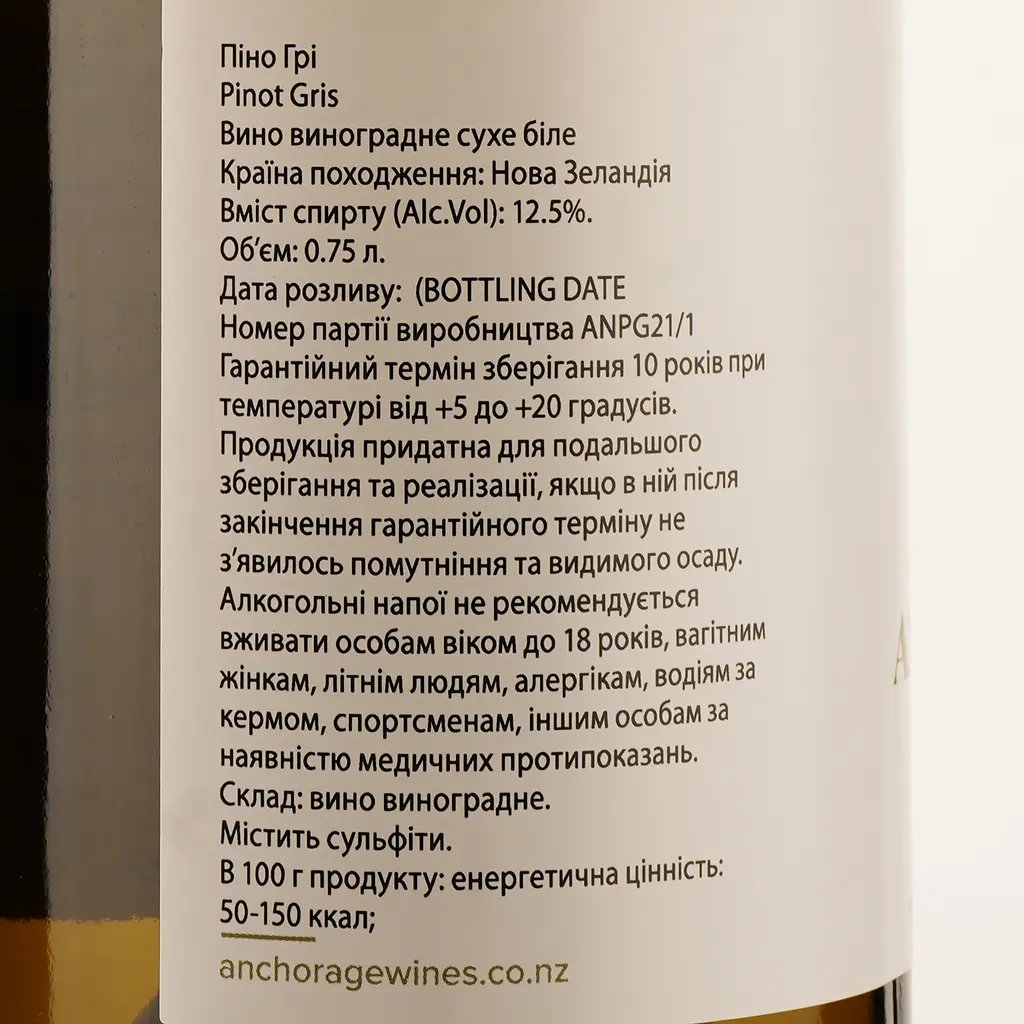 Піно Грі
Pinot Gris
Вино виноградне сухе біле
Країна походження: Нова Зеландія
Вміст спирту (Alc.Vol): 12.5%.
Об’єм: 0.75 л.
Дата розливу: (BOTTLING DATE
Номер партії виробництва ANPG21/1
Гарантійний термін зберігання 10 років при
температурі від +5 до +20 градусів.
Продукція придатна для подальшого
зберігання та реалізації, якщо в ній після
закінчення гарантійного терміну не
з’явилось помутніння та видимого осаду.
Алкогольні напої не рекомендується
вживати особам віком до 18 років, вагітним
жінкам, літнім людям, алергікам, водіям за
кермом, спортсменам, іншим особам за
наявністю медичних протипоказань.
Склад: вино виноградне.
Містить сульфіти.
В 100 г продукту: енергетична цінність:
50-150 ккал;
anchoragewines.co.nz